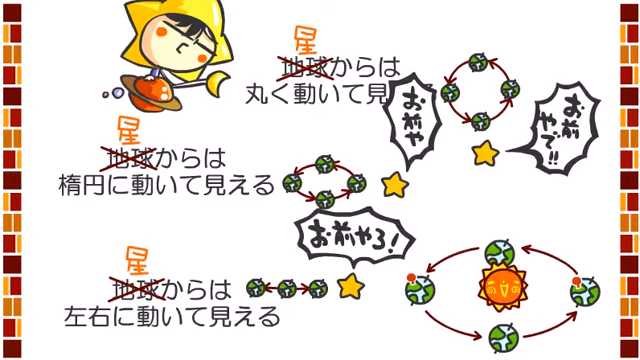 星
地球からは
丸く動いて見
お前や
お前
やで!!
星
地球からは
楕円に動いて見える
お前やろ!
星
地球からは
左右に動いて見える